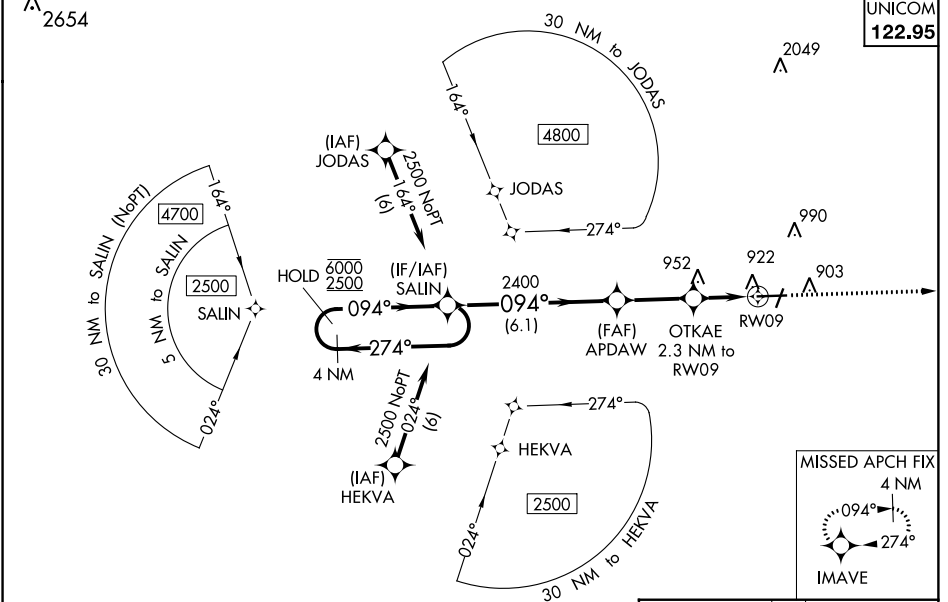 2654
UNICOM
122.95
2049
30 NM to JODAS
164°
4800
JODAS
274°
(IAF)
JODAS
2500 NoPT
164°
(6)
30 NM to SALIN (NoPT)
4700
164°
5 NM to SALIN
2500
SALIN
024°
HOLD
6000
2500
094°
274°
4 NM
(IF/IAF)
SALIN
2400
094°
(6.1)
(FAF)
APDAW
952
OTKAE
2.3 NM to
RW09
922
990
903
RW09
2500 NoPT
024°
(6)
(IAF)
HEKVA
274°
HEKVA
2500
024°
30 NM to HEKVA
MISSED APCH FIX
4 NM
094°
274°
IMAVE